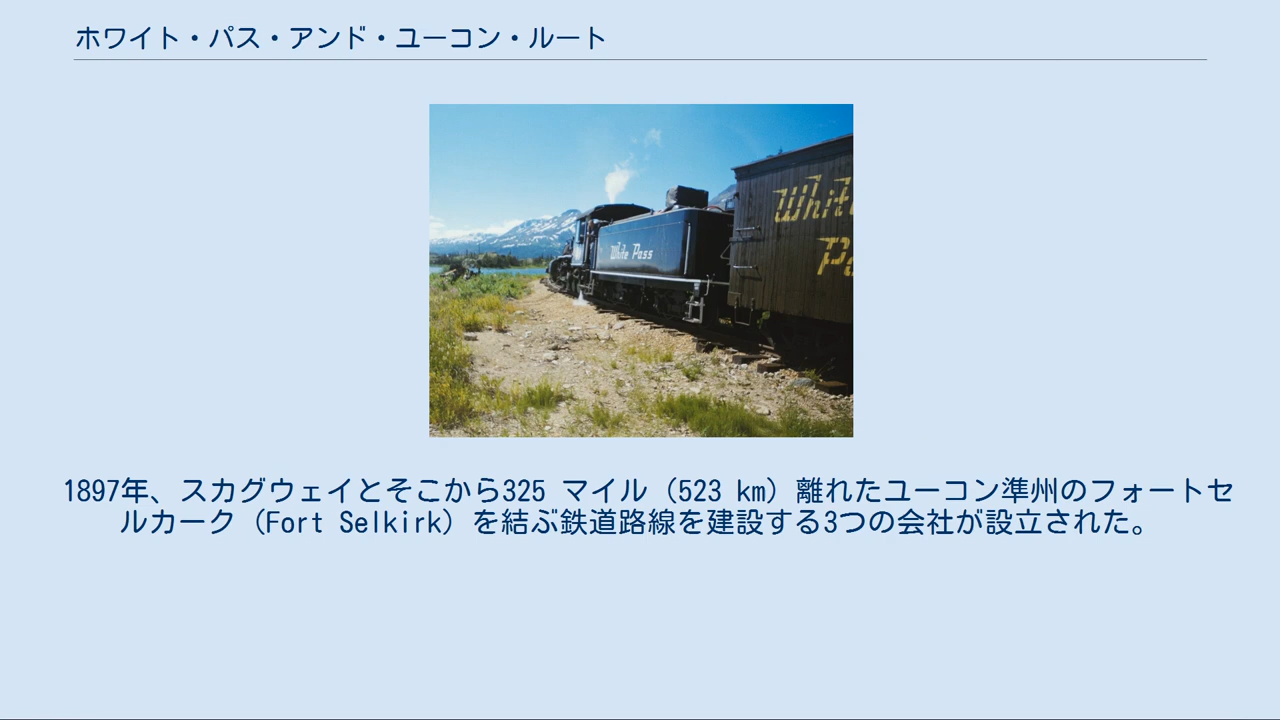 ホワイト・パス・アンド・ユーコン・ルート
White Pass
White
Pa
1897年、スカグウェイとそこから325 マイル（523 km）離れたユーコン準州のフォートセ
ルカーク（Fort Selkirk）を結ぶ鉄道路線を建設する3つの会社が設立された。